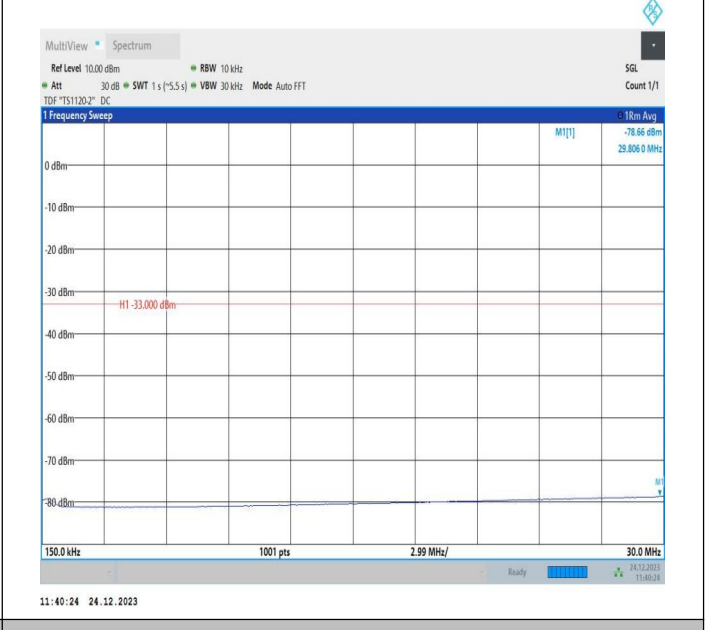 MultiView Spectrum
Ref Level 10.00 dBm RBW 10 kHz SGL
Att 30 dB SWT 1 s (~5.5 s) VBW 30 kHz Mode Auto FFT Count 1/1
TDF "TS1120-2" DC
1 Frequency Sweep 1Rm Avg
M1[1] -78.66 dBm
29.806 0 MHz
0 dBm
-10 dBm
-20 dBm
-30 dBm
H1 -33.000 dBm
-40 dBm
-50 dBm
-60 dBm
-70 dBm
M1
-80 dBm
150.0 kHz 1001 pts 2.99 MHz/ 30.0 MHz
Ready 24.12.2023
11:40:24
11:40:24 24.12.2023